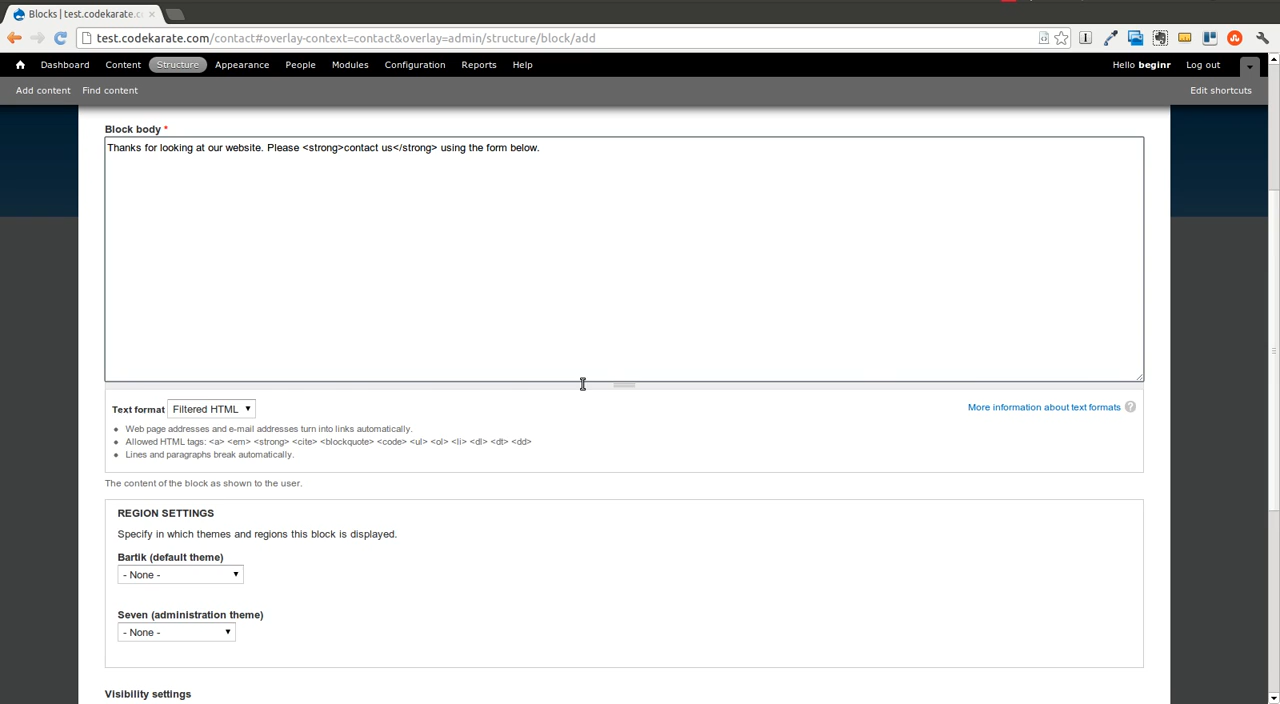 Blocks | test.codekarate.c
test.codekarate.com/contact#overlay-context=contact&overlay=admin/structure/block/add
Dashboard Content Structure Appearance People Modules Configuration Reports Help Hello beginr Log out
Add content Find content Edit shortcuts
Block body *
Thanks for looking at our website. Please <strong>contact us</strong> using the form below.
Text format Filtered HTML More information about text formats ?
Web page addresses and e-mail addresses turn into links automatically.
Allowed HTML tags: <a> <em> <strong> <cite> <blockquote> <code> <ul> <ol> <li> <dl> <dt> <dd>
Lines and paragraphs break automatically.
The content of the block as shown to the user.
REGION SETTINGS
Specify in which themes and regions this block is displayed.
Bartik (default theme)
- None -
Seven (administration theme)
- None -
Visibility settings